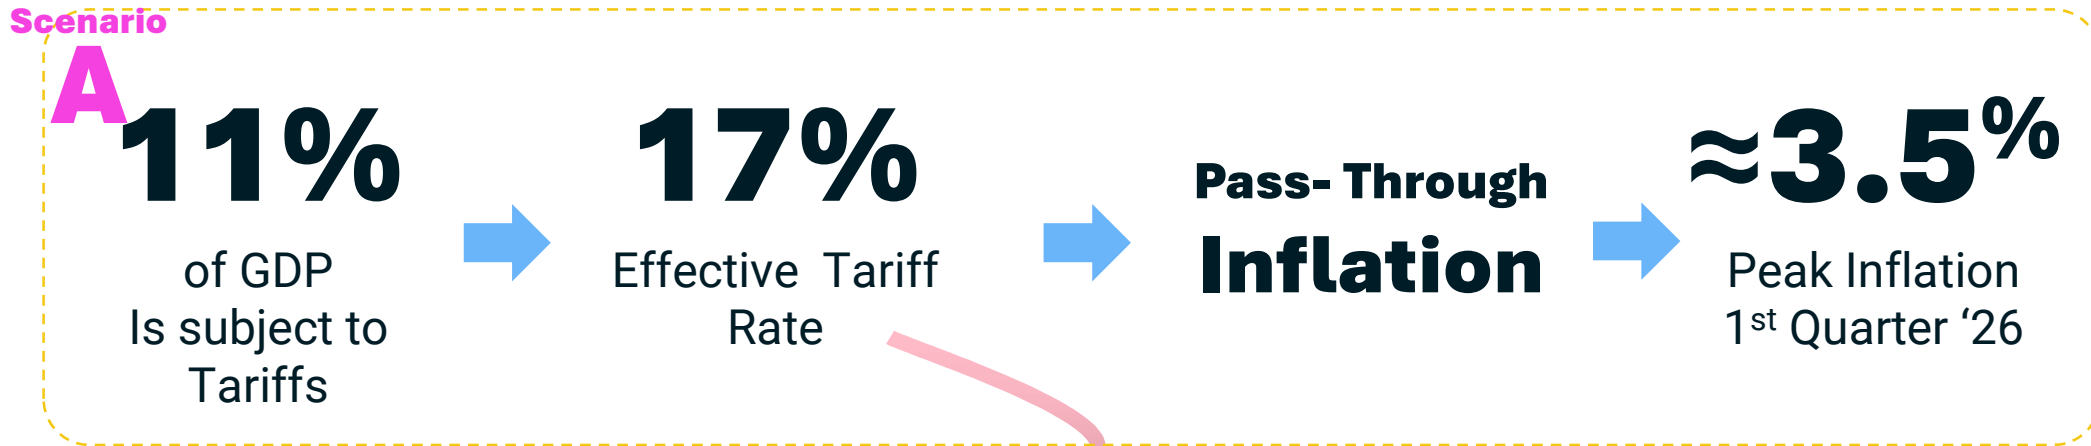 Scenario
A
11%
of GDP
Is subject to
Tariffs
17%
Effective  Tariff
Rate
Pass- Through
Inflation
≈3.5%
Peak Inflation
1st Quarter ‘26